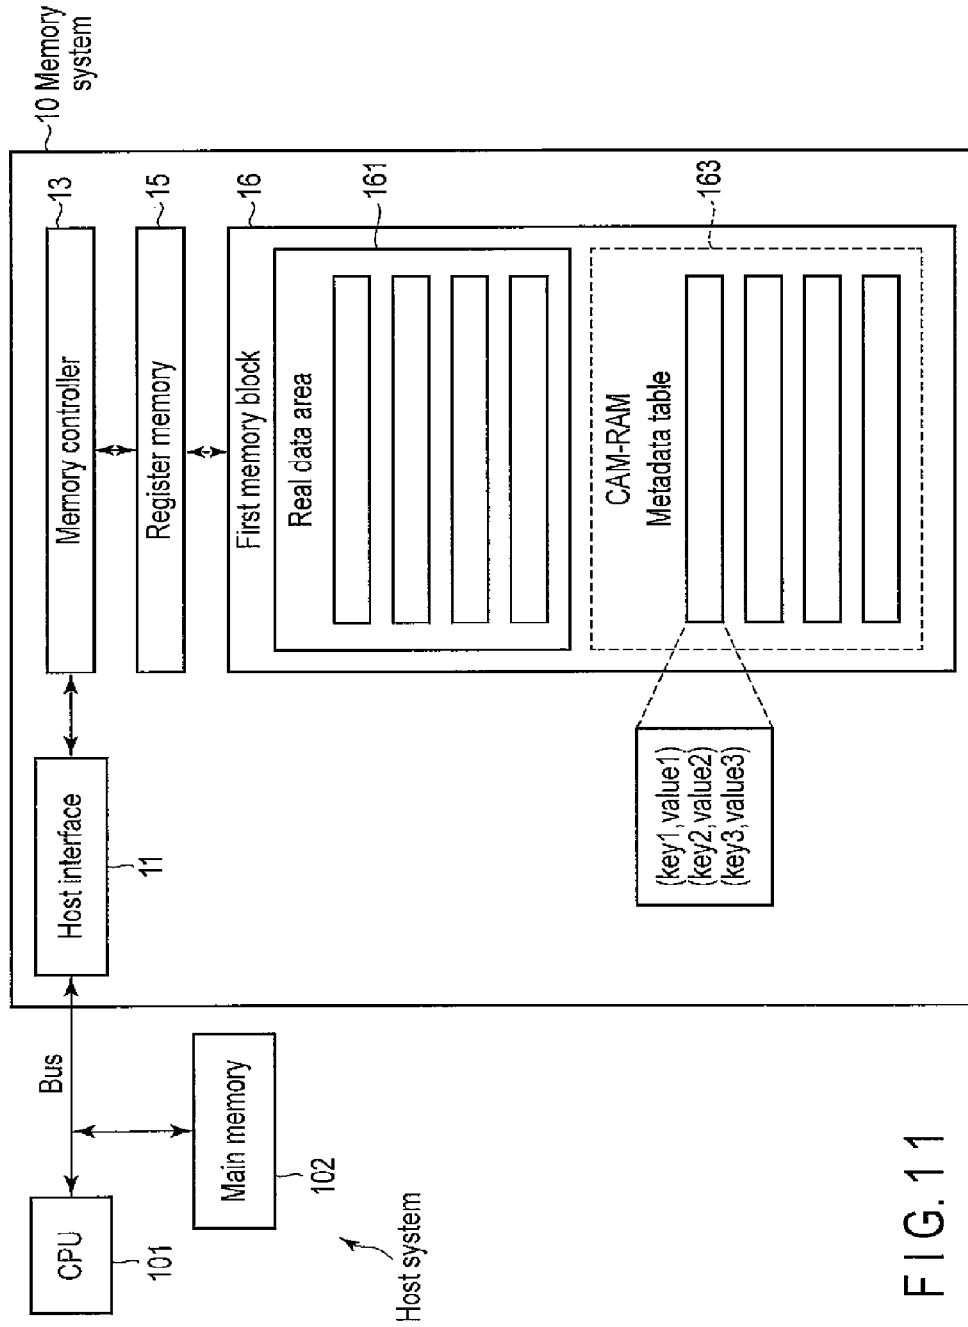 10 Memory
system
CPU
101
Bus
Main memory
102
Host system
Host interface
11
Memory controller
13
Register memory
15
First memory block
16
Real data area
161
CAM-RAM
Metadata table
163
(key1,value1)
(key2,value2)
(key3,value3)
FIG. 11